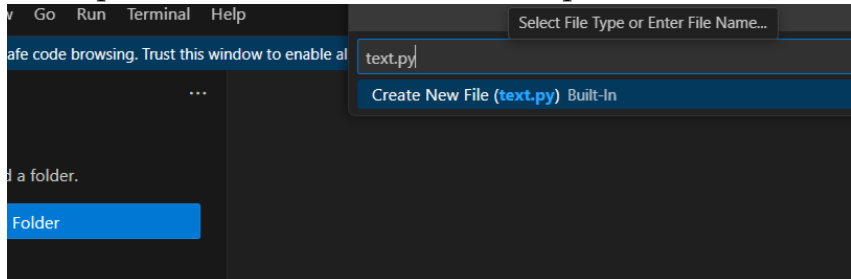 Go Run Terminal Help
Select File Type or Enter File Name...
afe code browsing. Trust this window to enable al
text.py
...
Create New File (text.py) Built-In
d a folder.
Folder